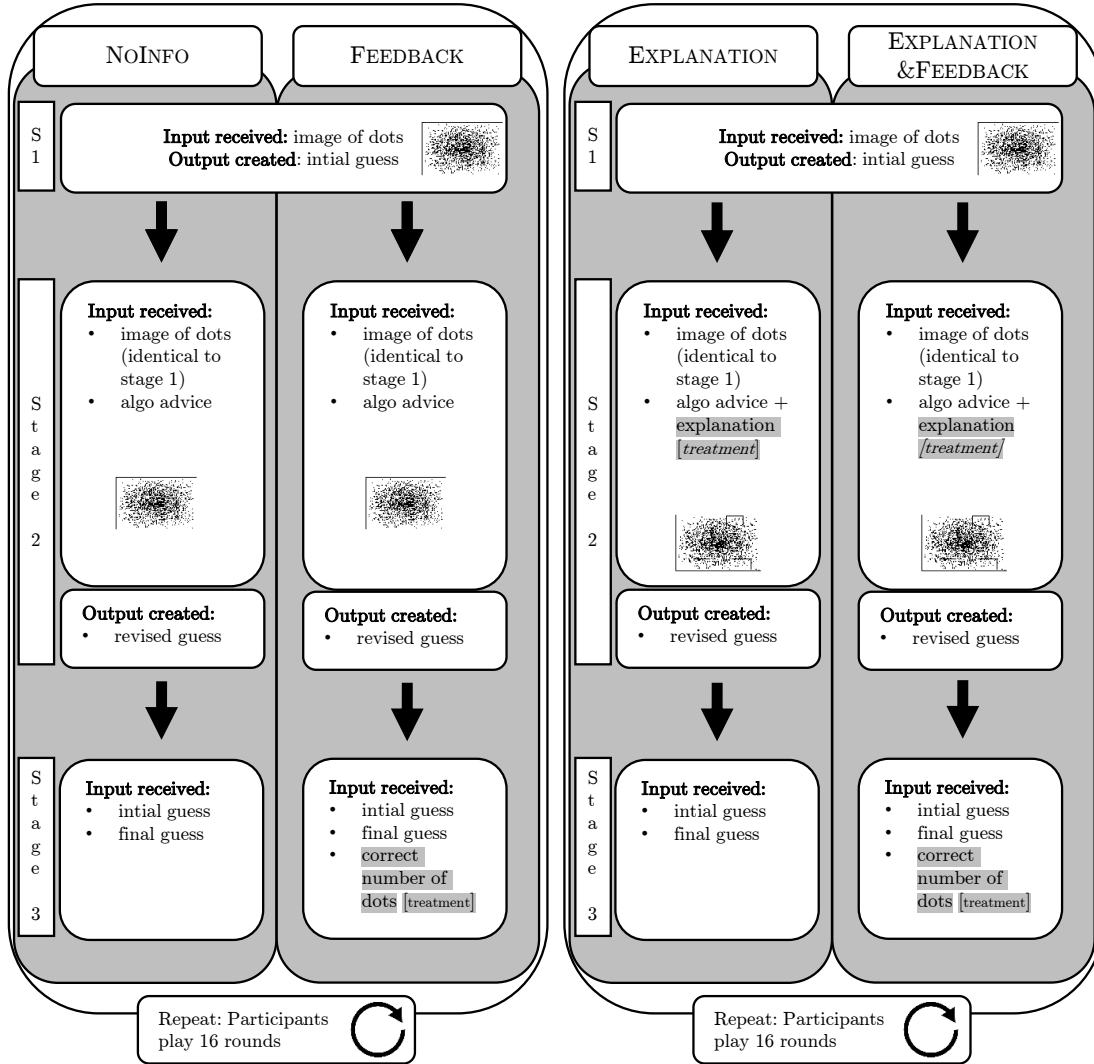 NOINFO
FEEDBACK
S
1
Input received: image of dots
Output created: intial guess
S
t
a
g
e
2
Input received:
• image of dots
(identical to
stage 1)
• algo advice
Output created:
• revised guess
Input received:
• image of dots
(identical to
stage 1)
• algo advice
Output created:
• revised guess
S
t
a
g
e
3
Input received:
• intial guess
• final guess
Input received:
• intial guess
• final guess
• correct
number of
dots [treatment]
Repeat: Participants
play 16 rounds
EXPLANATION
EXPLANATION
&FEEDBACK
S
1
Input received: image of dots
Output created: intial guess
S
t
a
g
e
2
Input received:
• image of dots
(identical to
stage 1)
• algo advice +
explanation
[treatment]
Output created:
• revised guess
Input received:
• image of dots
(identical to
stage 1)
• algo advice +
explanation
[treatment]
Output created:
• revised guess
S
t
a
g
e
3
Input received:
• intial guess
• final guess
Input received:
• intial guess
• final guess
• correct
number of
dots [treatment]
Repeat: Participants
play 16 rounds